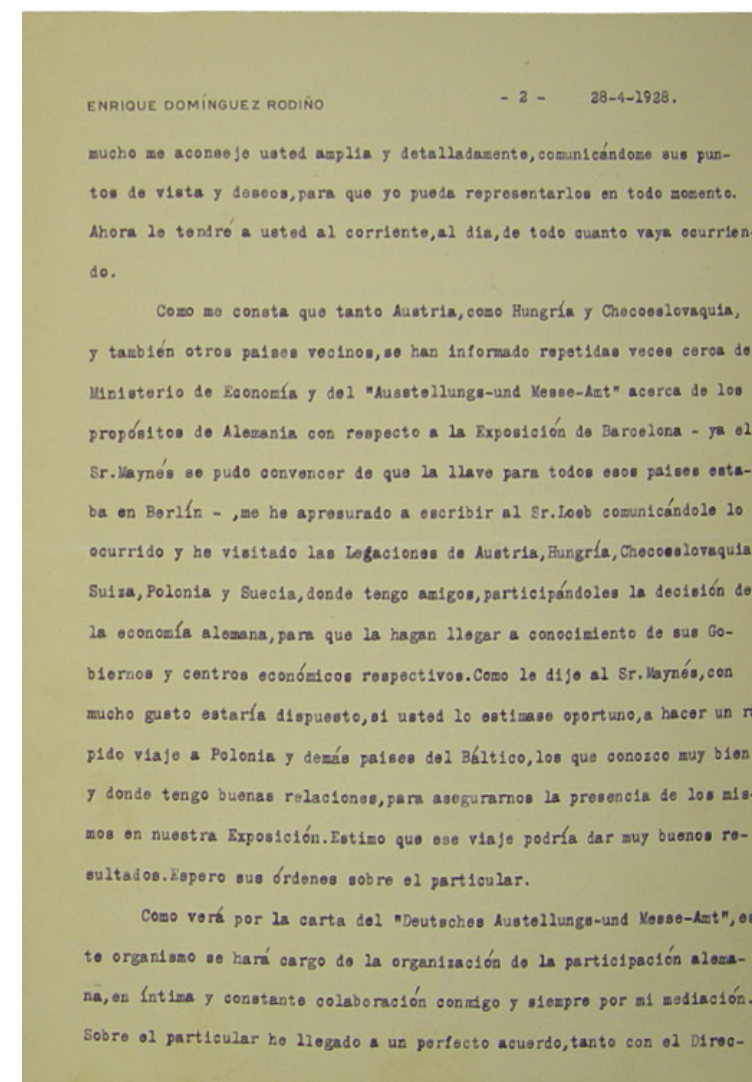 ENRIQUE DOMÍNGUEZ RODIÑO - 2 - 28-4-1928.
mucho me aconseje usted amplia y detalladamente,comunicándome sus pun-
tos de vista y deseos,para que yo pueda representarlos en todo momento.
Ahora le tendré a usted al corriente,al dia,de todo cuanto vaya ocurrien-
do.
Como me consta que tanto Austria,como Hungría y Checoeslovaquia,
y también otros paises vecinos,se han informado repetidas veces cerca de
Ministerio de Economía y del "Ausstellungs-und Messe-Amt" acerca de los
propósitos de Alemania con respecto a la Exposición de Barcelona - ya el
Sr.Maynés se pudo convencer de que la llave para todos esos paises esta-
ba en Berlín - ,me he apresurado a escribir al Sr.Loeb comunicándole lo
ocurrido y he visitado las Legaciones de Austria,Hungría,Checoeslovaquia
Suiza,Polonia y Suecia,donde tengo amigos,participándoles la decisión de
la economía alemana,para que la hagan llegar a conocimiento de sus Go-
biernos y centros económicos respectivos.Como le dije al Sr.Maynés,con
mucho gusto estaría dispuesto,si usted lo estimase oportuno,a hacer un r
pido viaje a Polonia y demás paises del Báltico,los que conozco muy bien
y donde tengo buenas relaciones,para asegurarnos la presencia de los mis-
mos en nuestra Exposición.Estimo que ese viaje podría dar muy buenos re-
sultados.Espero sus órdenes sobre el particular.
Como verá por la carta del "Deutsches Austellungs-und Messe-Amt",es
te organismo se hará cargo de la organización de la participación alema-
na,en íntima y constante colaboración conmigo y siempre por mi mediación.
Sobre el particular he llegado a un perfecto acuerdo,tanto con el Direc-